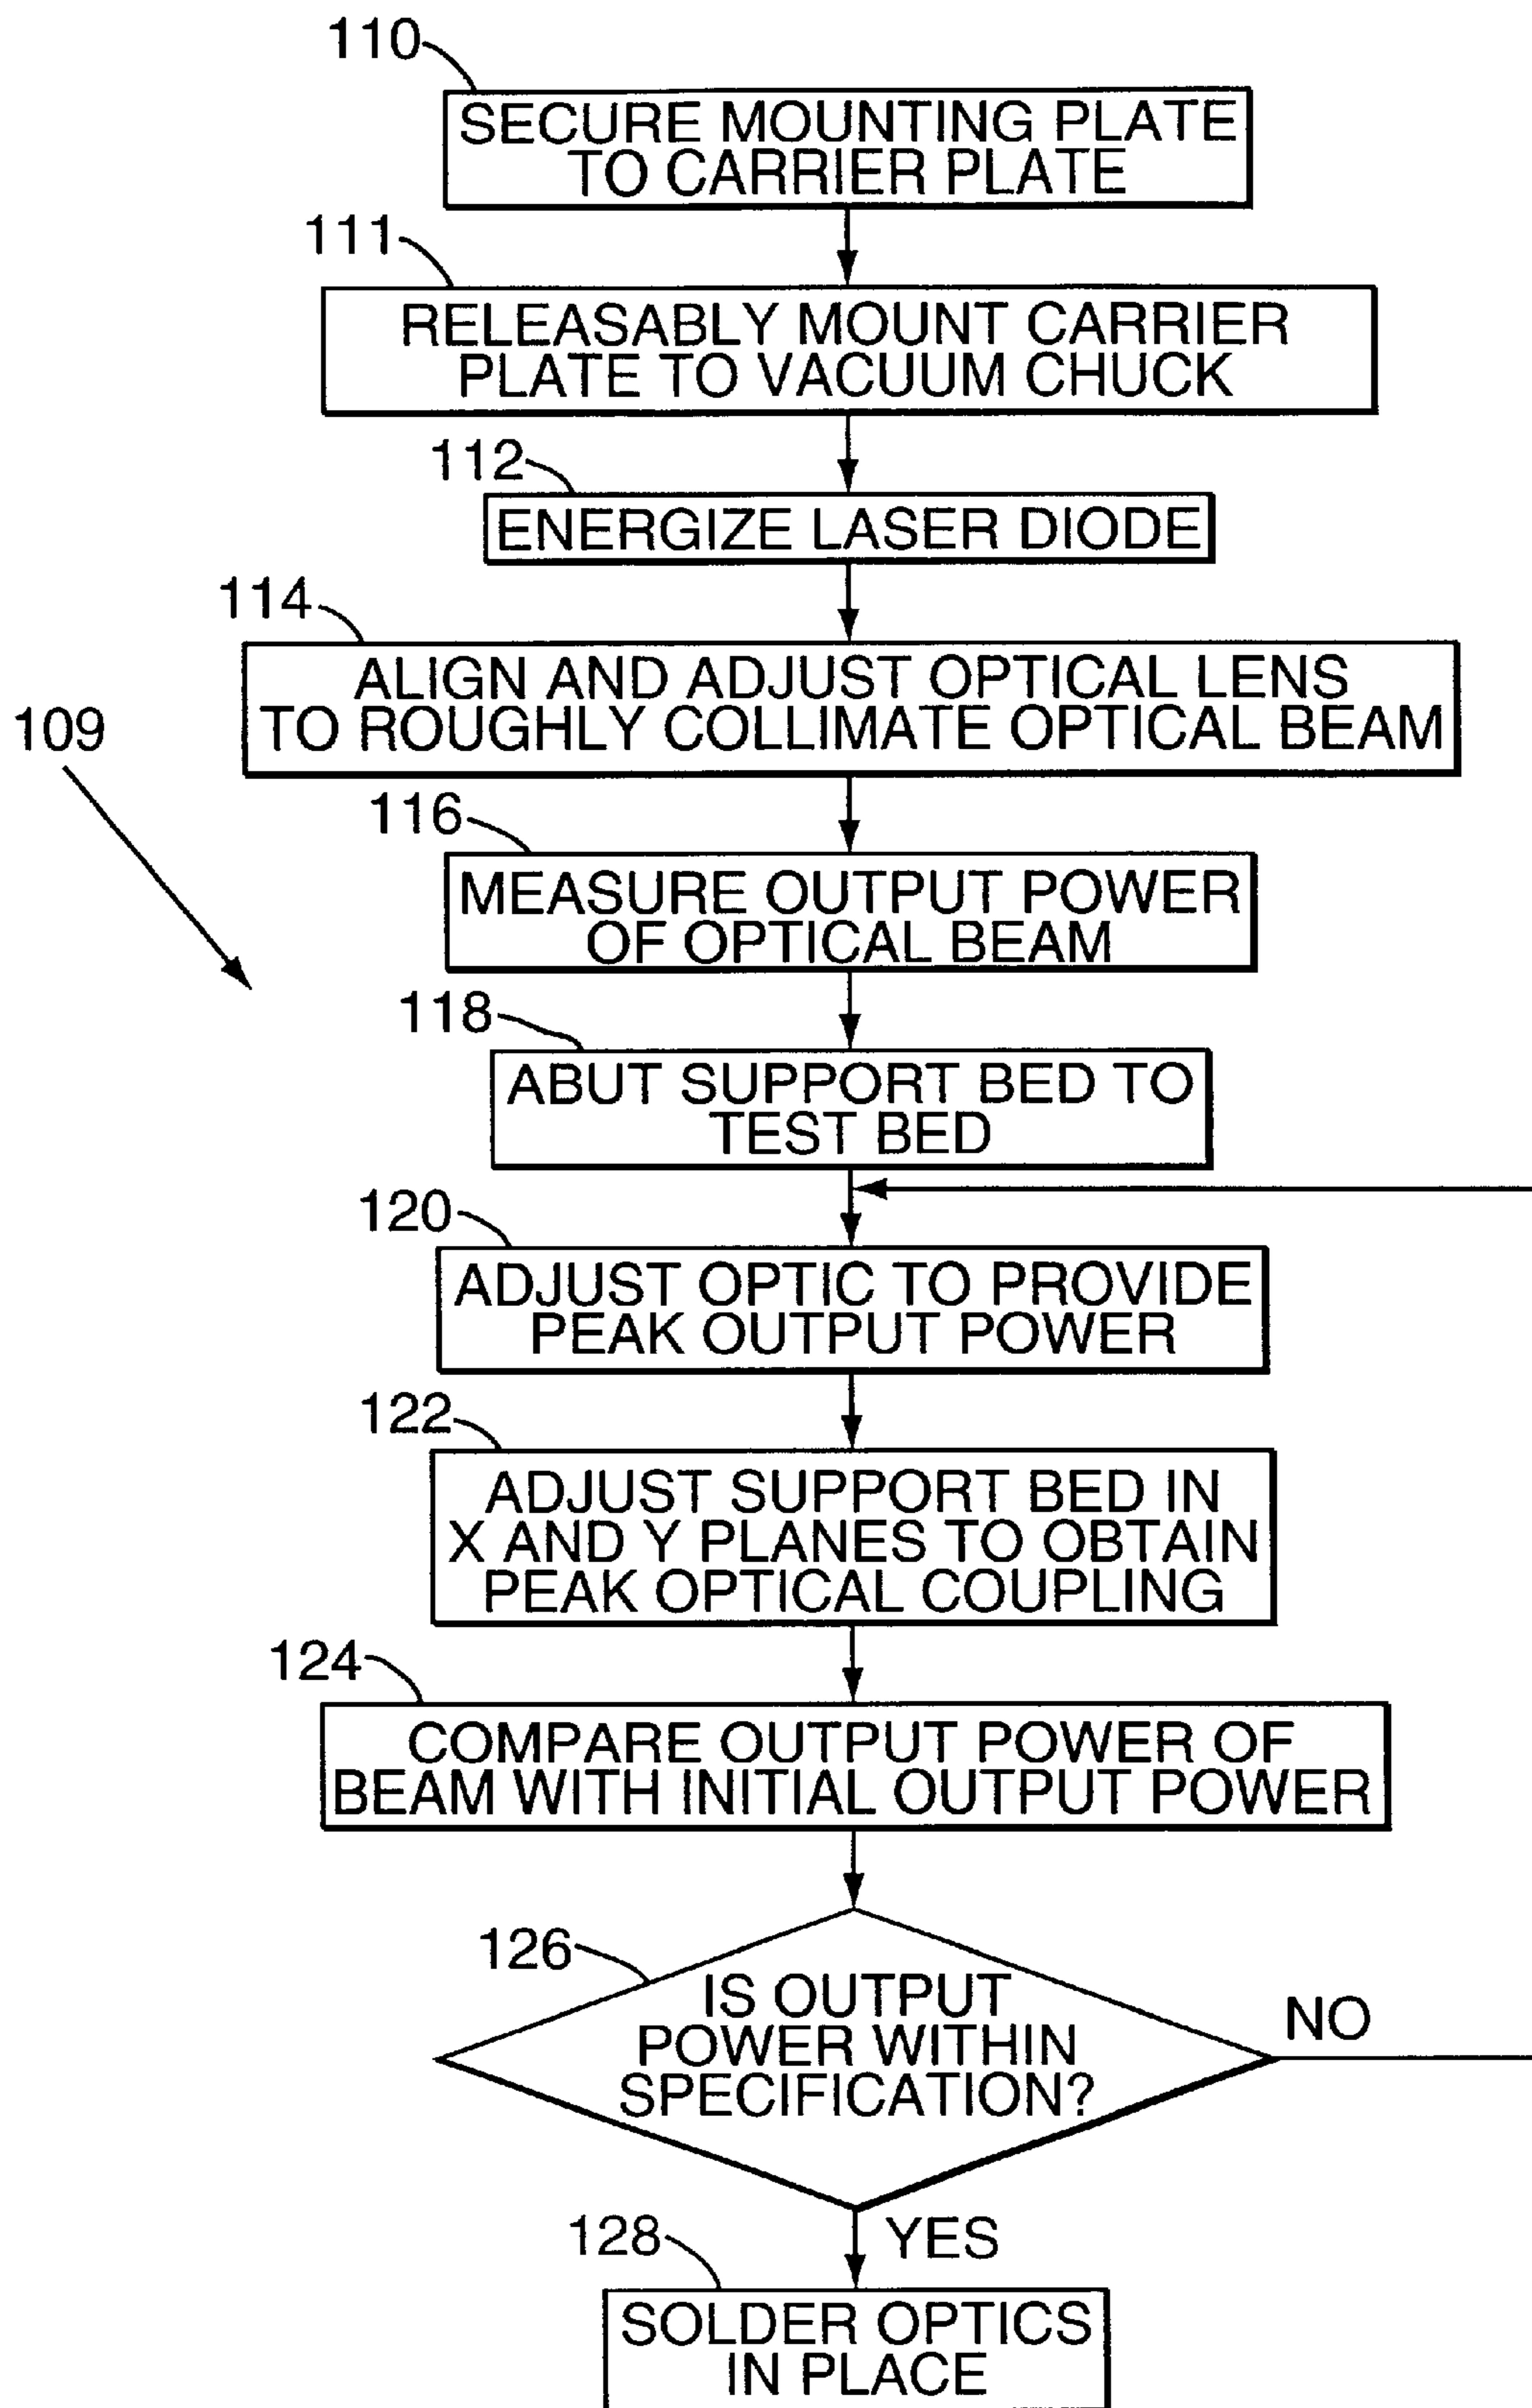 110
SECURE MOUNTING PLATE
TO CARRIER PLATE
111
RELEASABLY MOUNT CARRIER
PLATE TO VACUUM CHUCK
112
ENERGIZE LASER DIODE
114
ALIGN AND ADJUST OPTICAL LENS
TO ROUGHLY COLLIMATE OPTICAL BEAM
109
116
MEASURE OUTPUT POWER
OF OPTICAL BEAM
118
ABUT SUPPORT BED TO
TEST BED
120
ADJUST OPTIC TO PROVIDE
PEAK OUTPUT POWER
122
ADJUST SUPPORT BED IN
X AND Y PLANES TO OBTAIN
PEAK OPTICAL COUPLING
124
COMPARE OUTPUT POWER OF
BEAM WITH INITIAL OUTPUT POWER
126
IS OUTPUT
POWER WITHIN
SPECIFICATION?
NO
YES
128
SOLDER OPTICS
IN PLACE